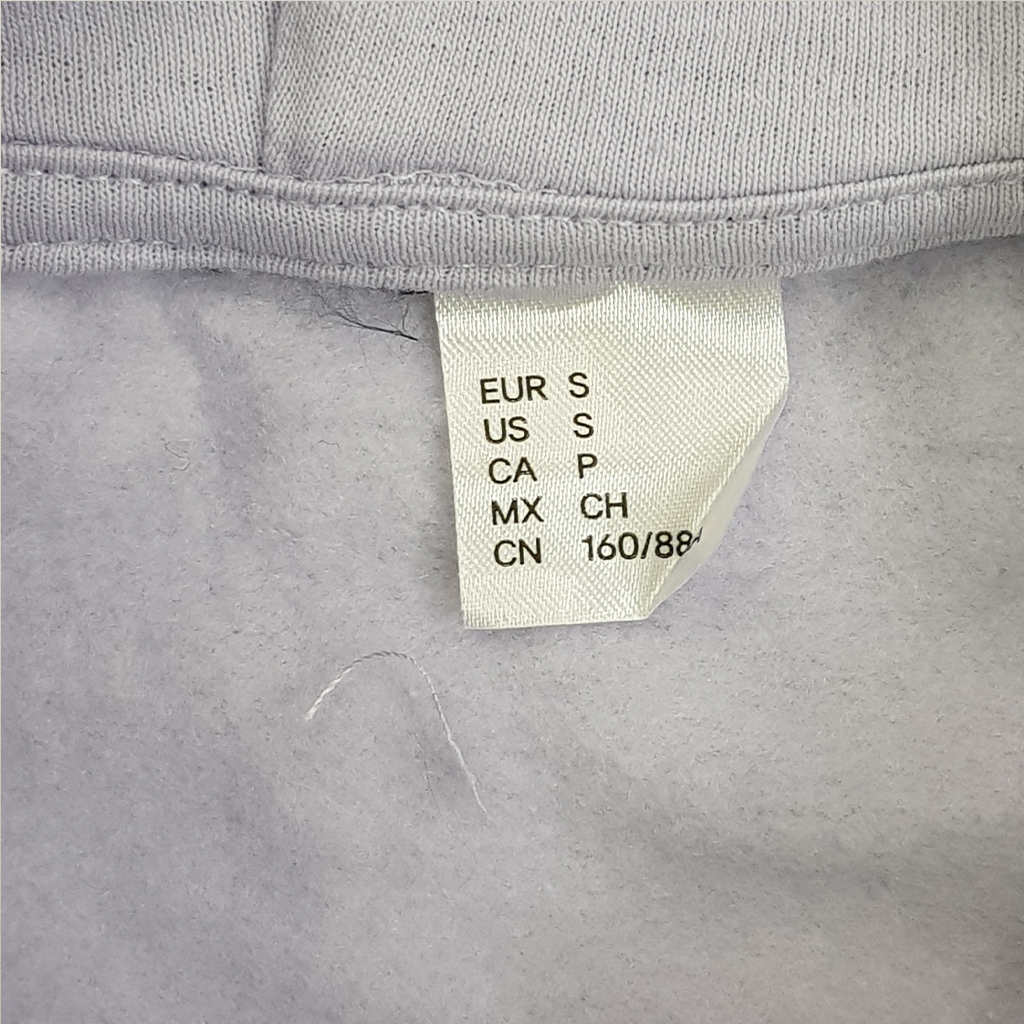 EUR S
US S
CA P
MX CH
CN 160/88